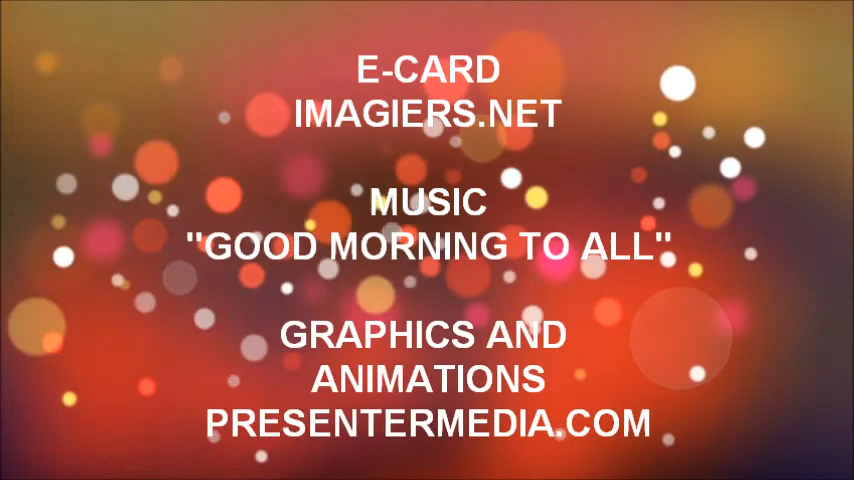 E-CARD
IMAGIERS.NET
MUSIC
"GOOD MORNING TO ALL"
GRAPHICS AND
ANIMATIONS
PRESENTERMEDIA.COM